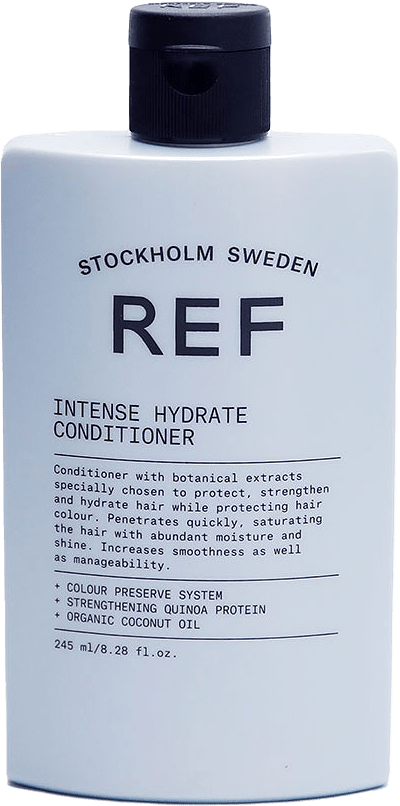 STOCKHOLM SWEDEN
REF
INTENSE HYDRATE
CONDITIONER
Conditioner with botanical extracts
specially chosen to protect, strengthen
and hydrate hair while protecting hair
colour. Penetrates quickly, saturating
the hair with abundant moisture and
shine. Increases smoothness as well
as manageability.
+ COLOUR PRESERVE SYSTEM
+ STRENGTHENING QUINOA PROTEIN
+ ORGANIC COCONUT OIL
245 ml/8.28 fl.oz.